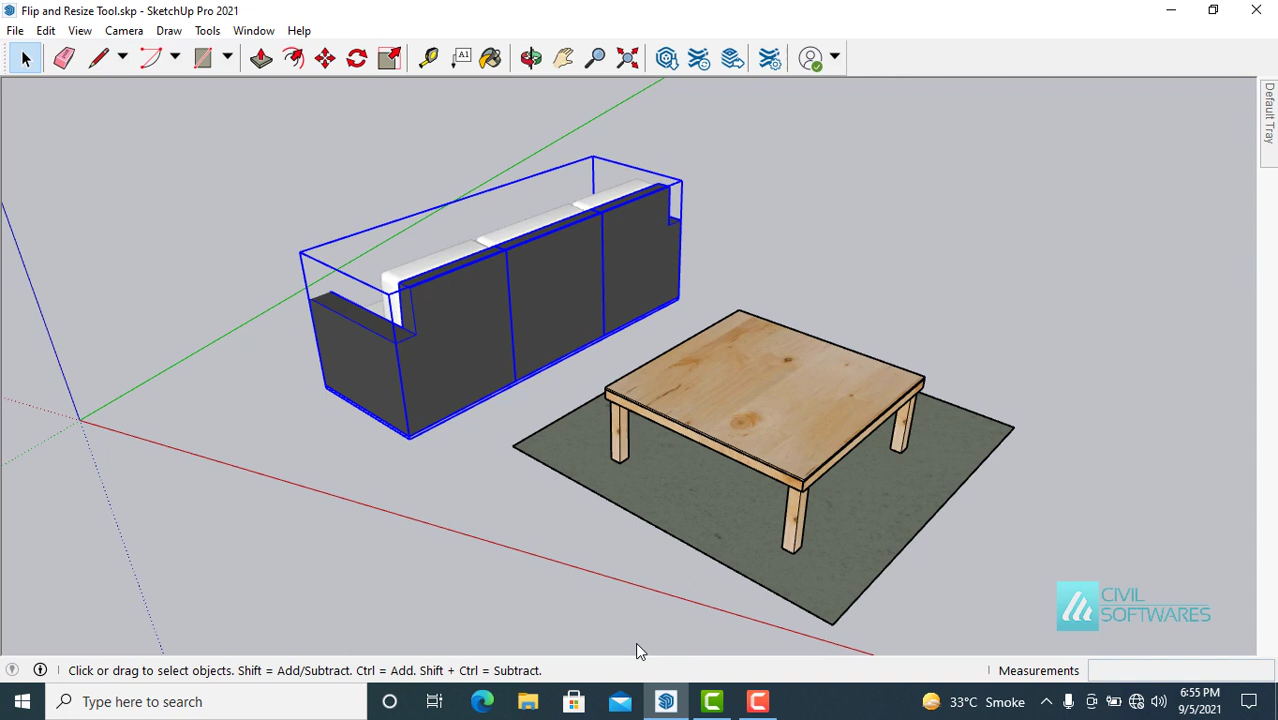 Flip and Resize Tool.skp - SketchUp Pro 2021
File Edit View Camera Draw Tools Window Help
A1
Default Tray
CIVIL
SOFTWARES
Click or drag to select objects. Shift = Add/Subtract. Ctrl = Add. Shift + Ctrl = Subtract.
Measurements
Type here to search
33°C Smoke
6:55 PM
9/5/2021